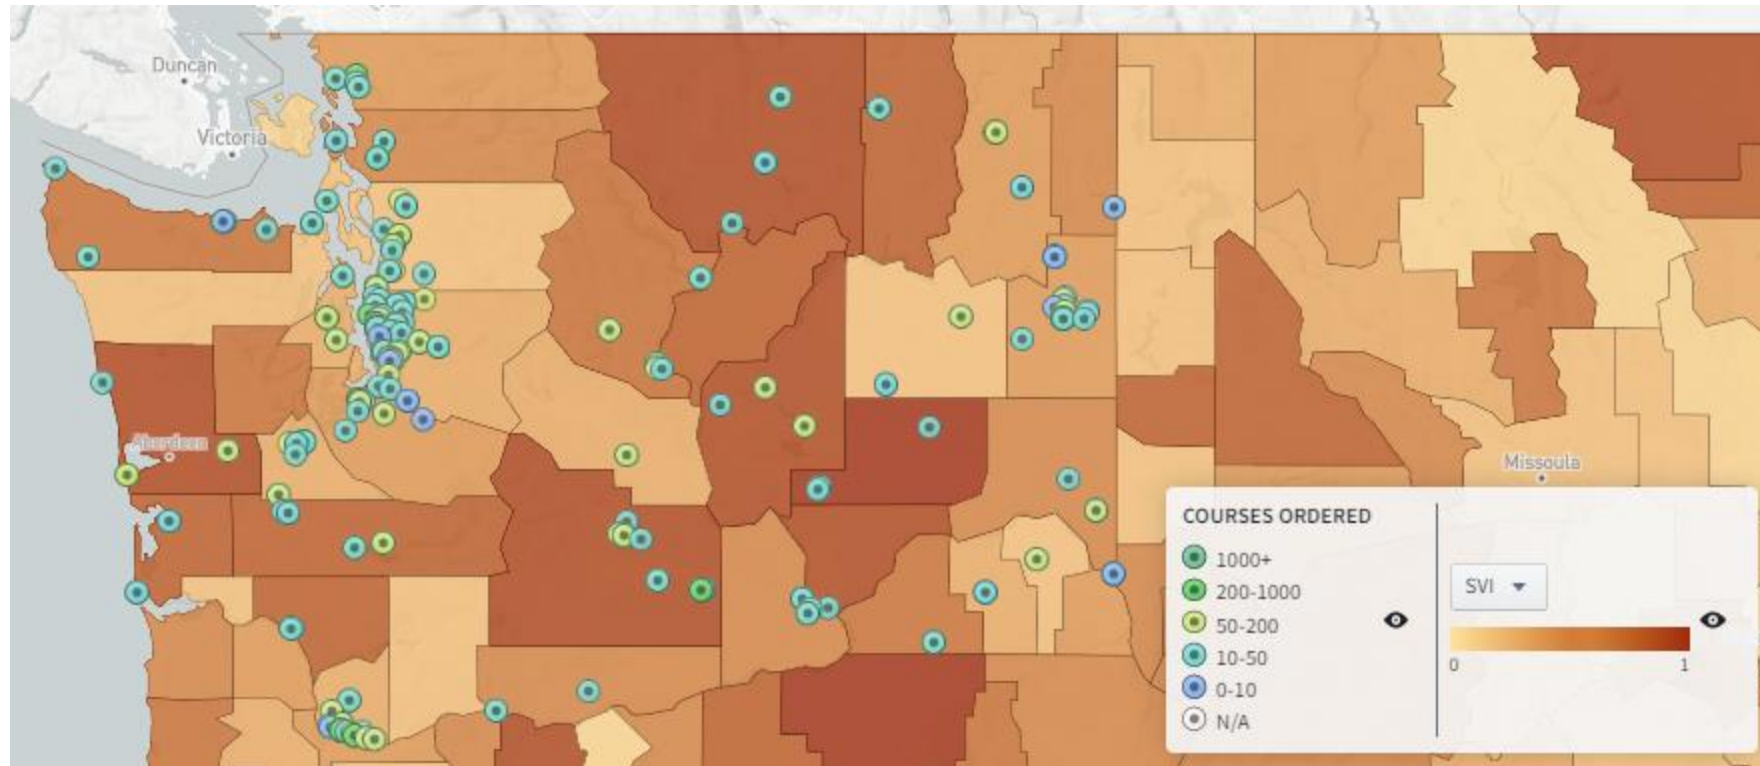 Duncan
Victoria
Aberdeen
Missoula
COURSES ORDERED
1000+
200-1000
50-200
10-50
0-10
N/A
SVI
0
1